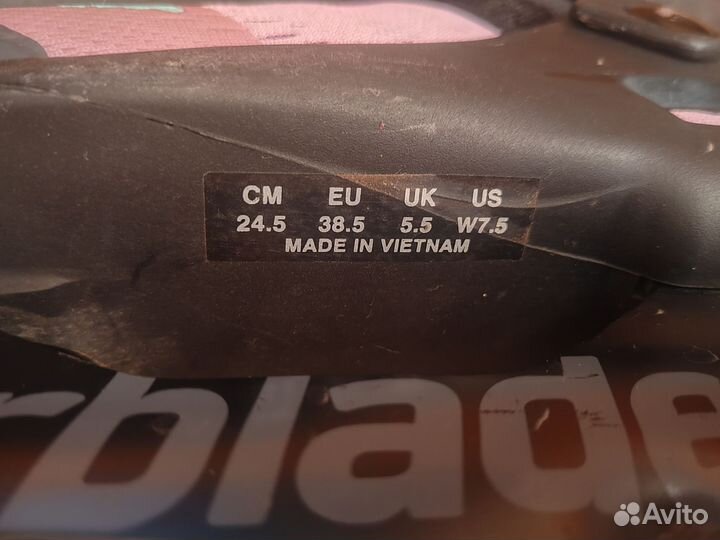 CM EU UK US
24.5 38.5 5.5 W7.5
MADE IN VIETNAM
rblade
Avito